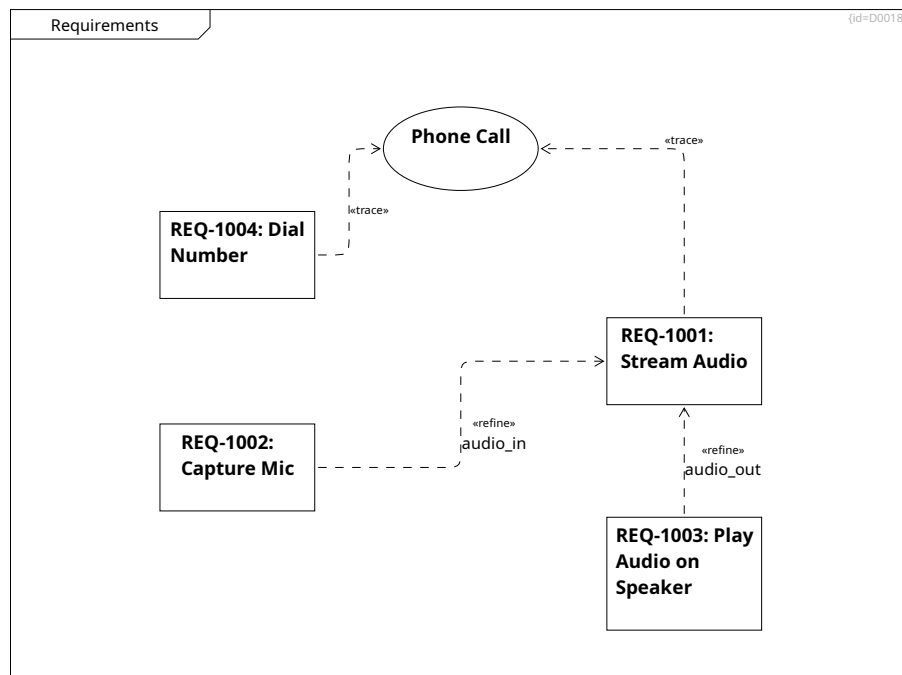 Requirements
{id=D0018
Phone Call
«trace»
«trace»
REQ-1004: Dial
Number
REQ-1001:
Stream Audio
«refine»
audio_in
REQ-1002:
Capture Mic
«refine»
audio_out
REQ-1003: Play
Audio on
Speaker